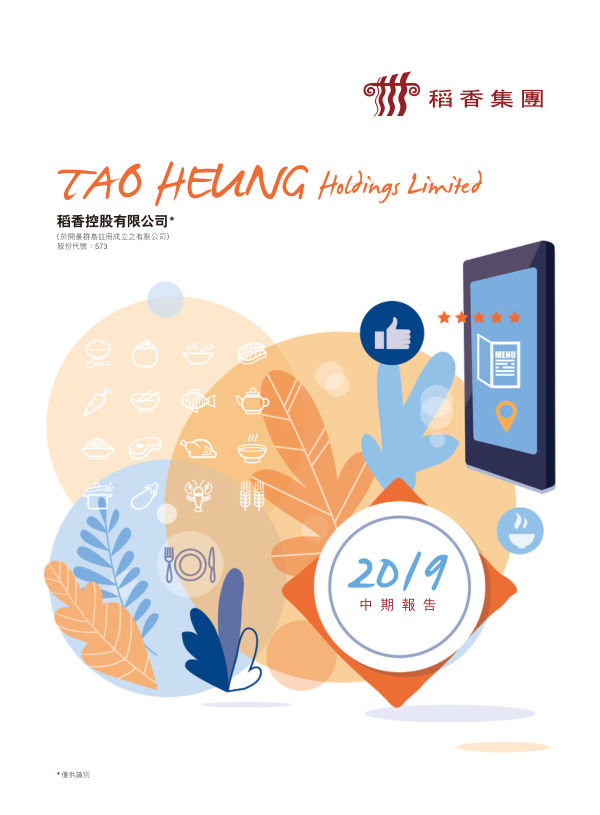 稻香集團
TAO HEUNG Holdings Limited
稻香控股有限公司*
（於開曼群島註冊成立之有限公司）
股份代號：573
MENU
2019
中期報告
* 僅供識別